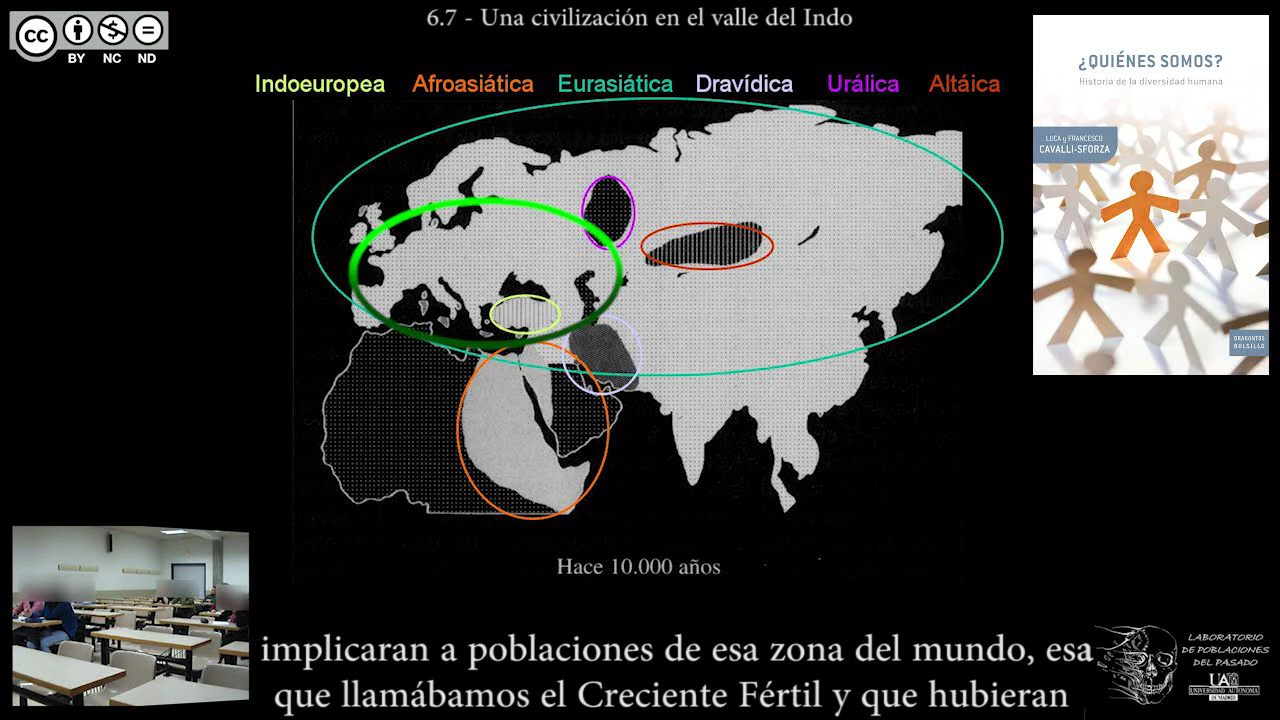 6.7 - Una civilización en el valle del Indo
CC
BY NC ND
Indoeuropea Afroasiática Eurasiática Dravídica Urálica Altáica
¿QUIÉNES SOMOS?
Historia de la diversidad humana
LUCA y FRANCESCO
CAVALLI-SFORZA
DRAKONTOS
BOLSILLO
Hace 10.000 años
implicaran a poblaciones de esa zona del mundo, esa
que llamábamos el Creciente Fértil y que hubieran
LABORATORIO
DE POBLACIONES
DEL PASADO
UAM
UNIVERSIDAD AUTONOMA
DE MADRID